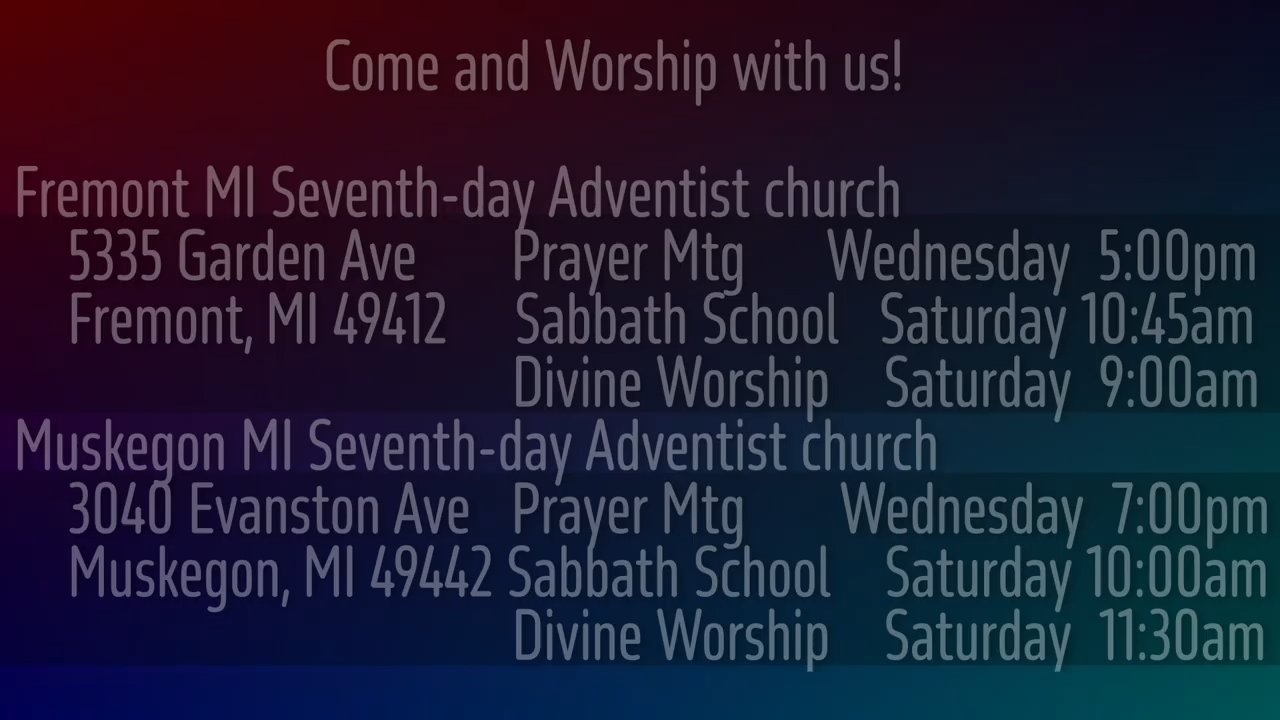 Come and Worship with us!
Fremont MI Seventh-day Adventist church
5335 Garden Ave Prayer Mtg Wednesday 5:00pm
Fremont, MI 49412 Sabbath School Saturday 10:45am
Divine Worship Saturday 9:00am
Muskegon MI Seventh-day Adventist church
3040 Evanston Ave Prayer Mtg Wednesday 7:00pm
Muskegon, MI 49442 Sabbath School Saturday 10:00am
Divine Worship Saturday 11:30am